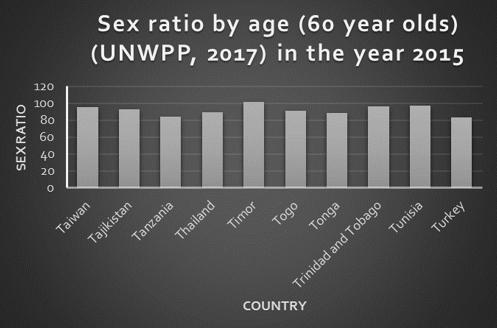 Sex ratio by age (60 year olds)
(UNWPP, 2017) in the year 2015
120
100
80
60
40
20
0
SEX RATIO
Taiwan
Tajikistan
Tanzania
Thailand
Timor
Togo
Tonga
Trinidad and Tobago
Tunisia
Turkey
COUNTRY